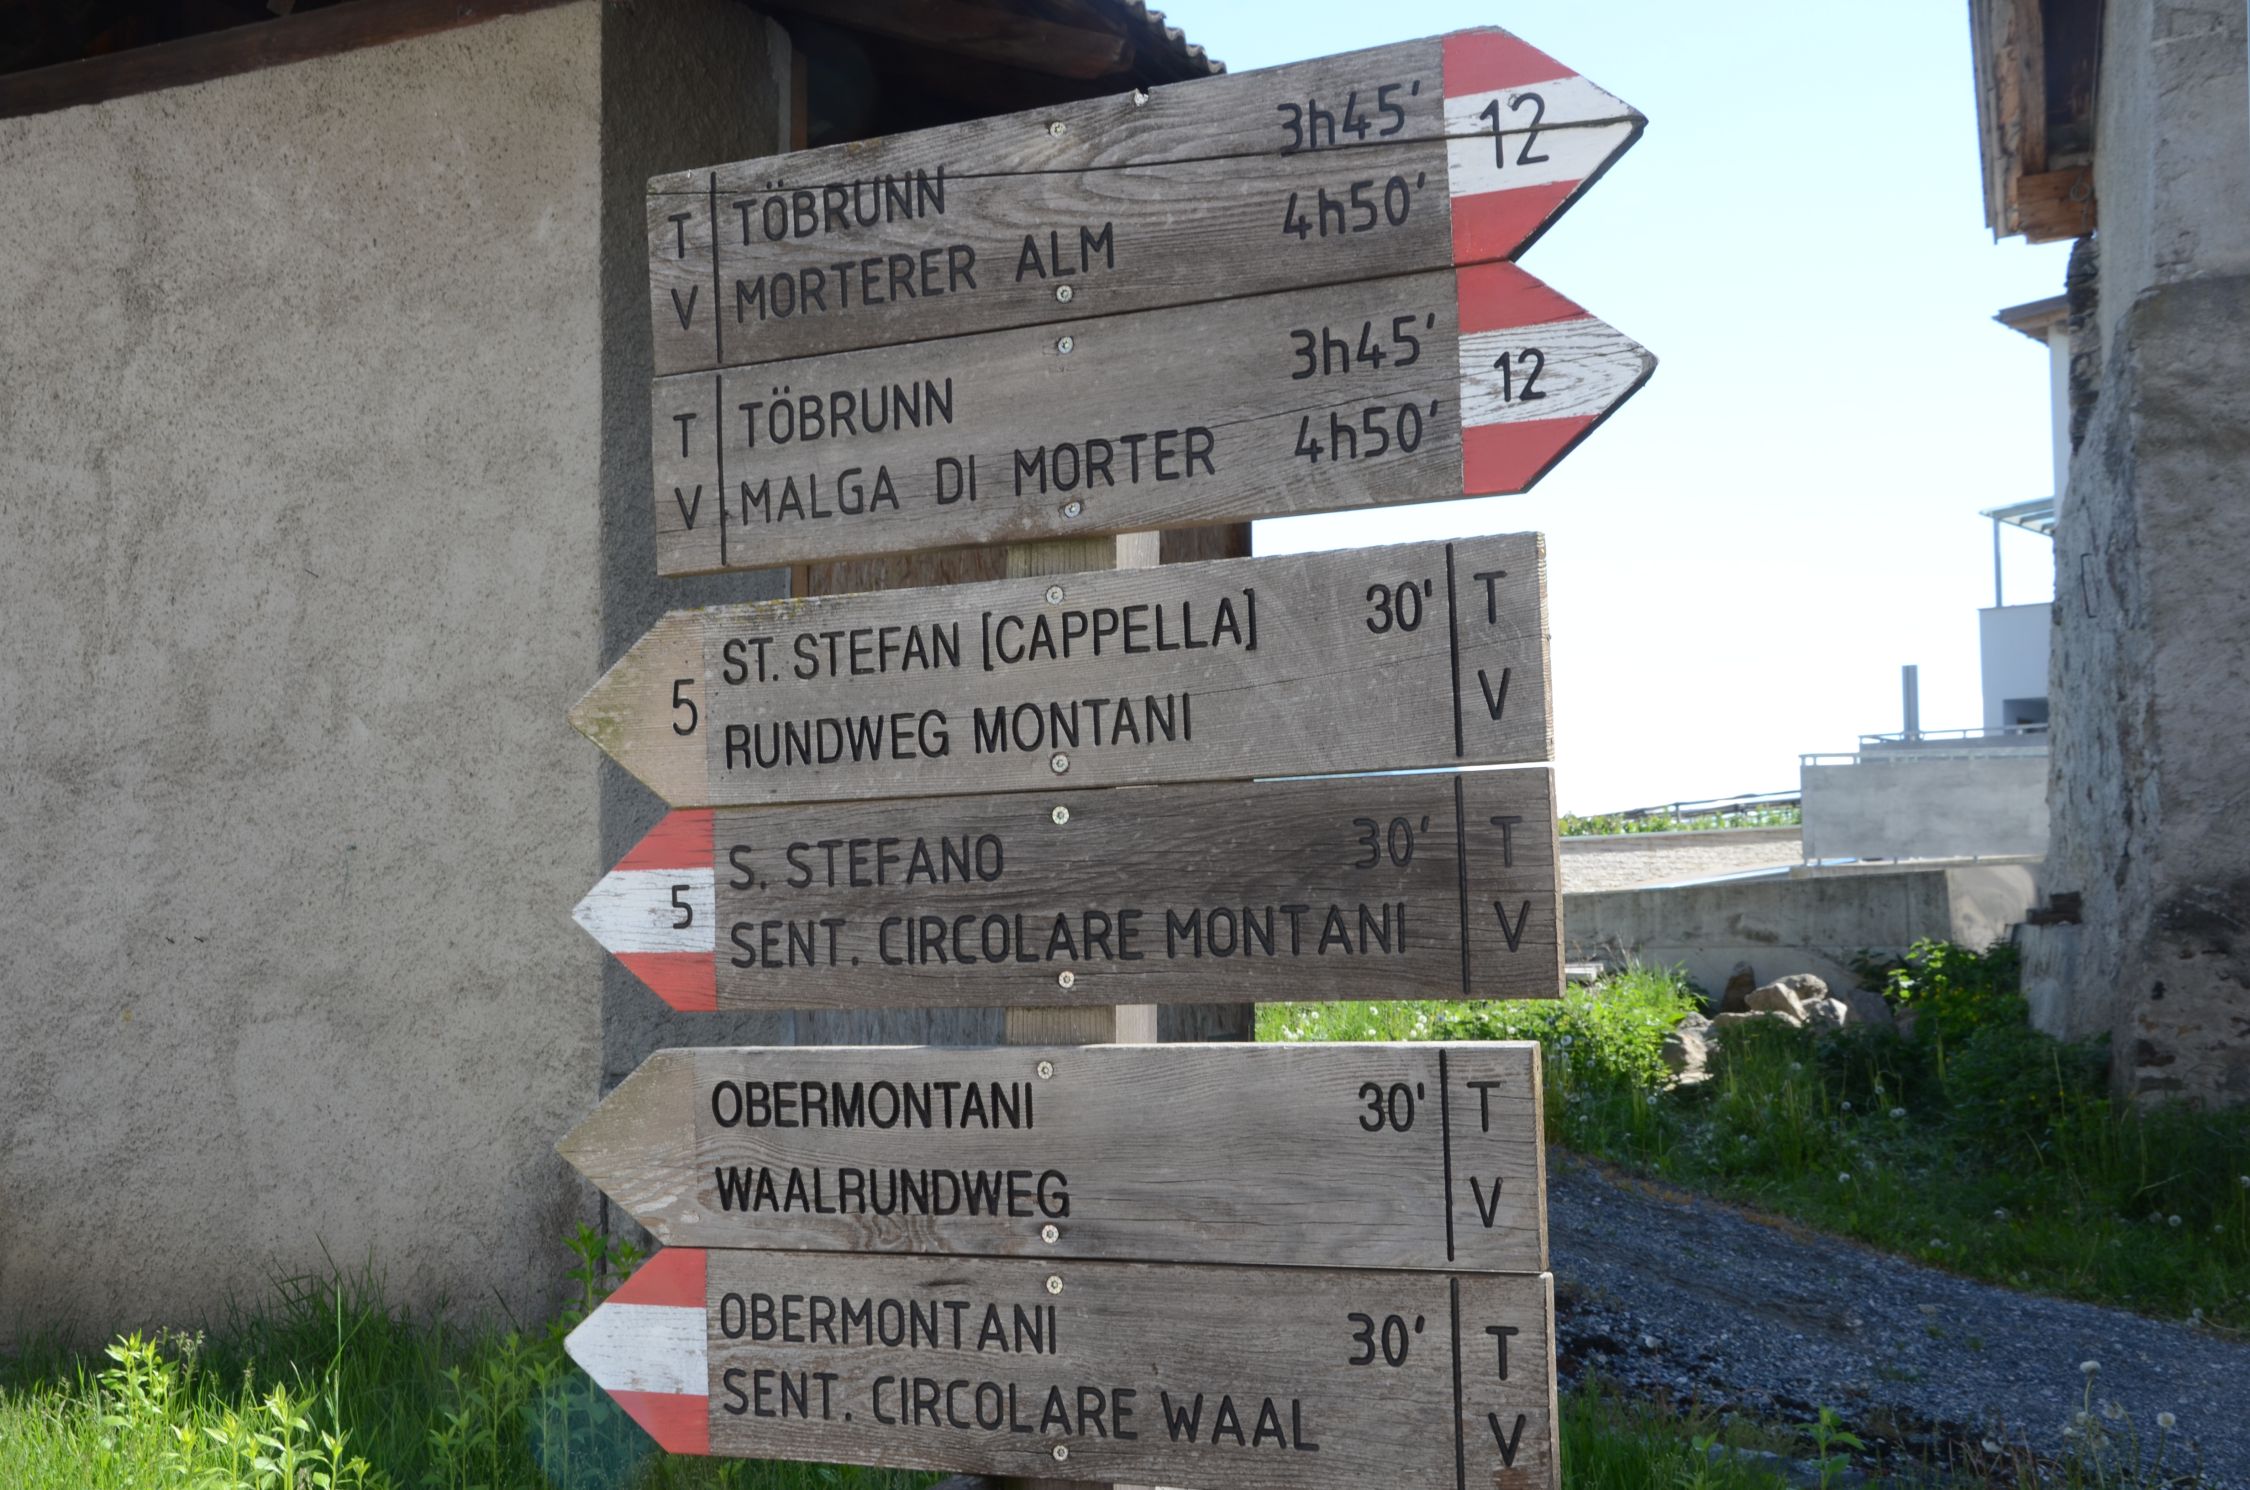 T TÖBRUNN 3h45' 12
V MORTERER ALM 4h50'
T TÖBRUNN 3h45' 12
V MALGA DI MORTER 4h50'
ST. STEFAN [CAPPELLA] 30' T
5 RUNDWEG MONTANI V
S. STEFANO 30' T
5 SENT. CIRCOLARE MONTANI V
OBERMONTANI 30' T
WAALRUNDWEG V
OBERMONTANI 30' T
SENT. CIRCOLARE WAAL V